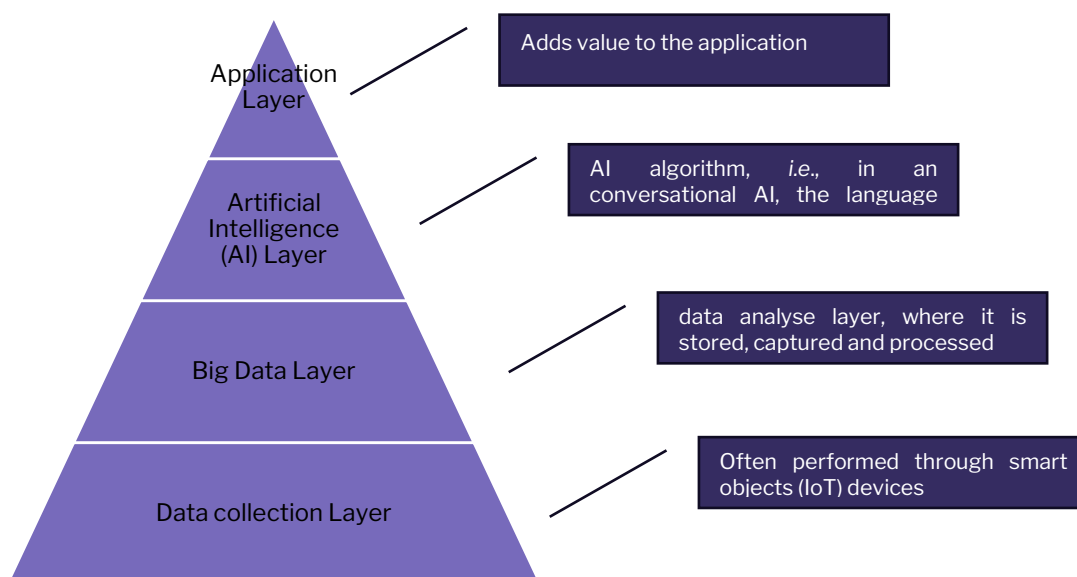 Application
Layer
Adds value to the application
Artificial
Intelligence
(AI) Layer
AI algorithm, i.e., in an
conversational AI, the language
Big Data Layer
data analyse layer, where it is
stored, captured and processed
Data collection Layer
Often performed through smart
objects (IoT) devices